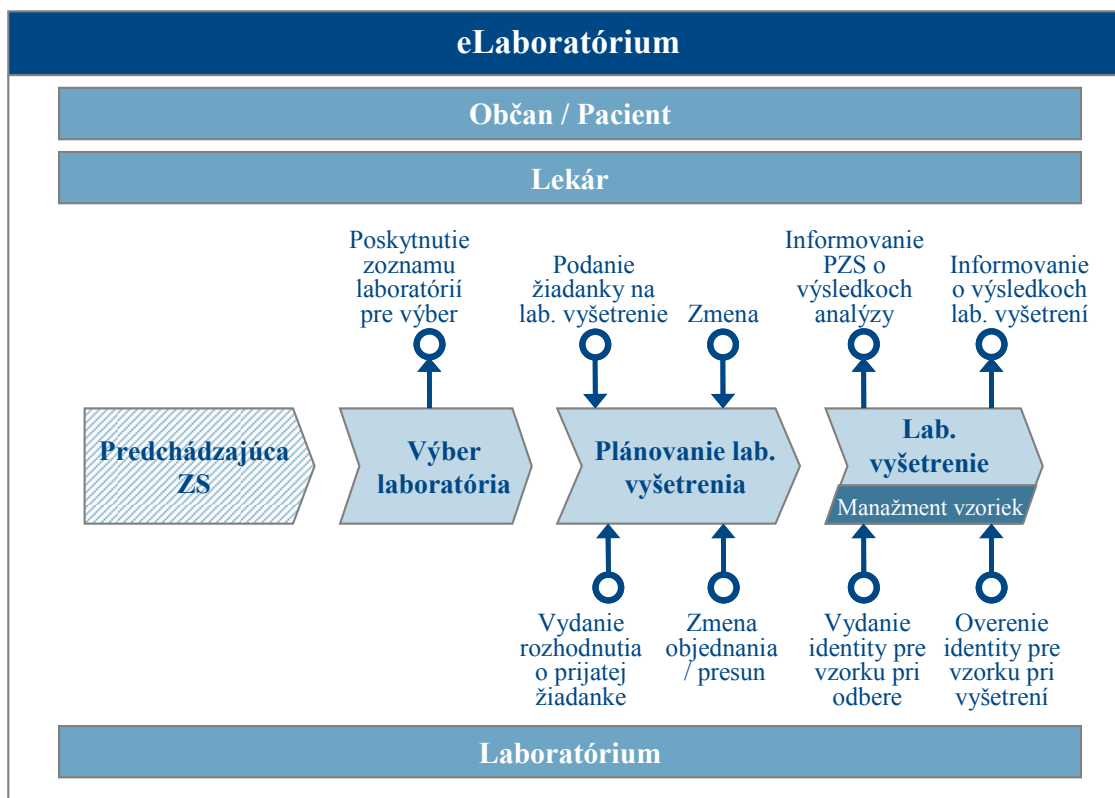 eLaboratórium
Občan / Pacient
Lekár
Poskytnutie
zoznamu
laboratórií
pre výber
Podanie
žiadanky na
lab. vyšetrenie
Zmena
Informovanie
PZS o
výsledkoch
analýzy
Informovanie
o výsledkoch
lab. vyšetrení
Predchádzajúca
ZS
Výber
laboratória
Plánovanie lab.
vyšetrenia
Lab.
vyšetrenie
Manažment vzoriek
Vydanie
rozhodnutia
o prijatej
žiadanke
Zmena
objednania
/ presun
Vydanie
identity pre
vzorku pri
odbere
Overenie
identity pre
vzorku pri
vyšetrení
Laboratórium